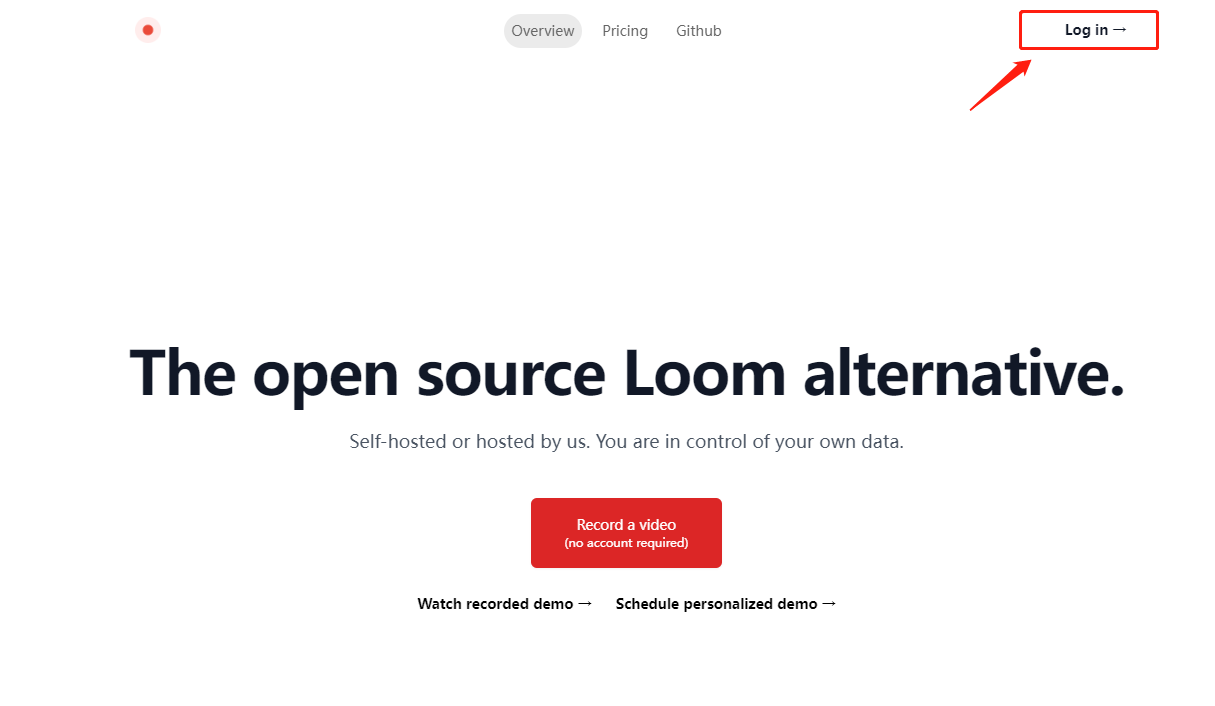 Overview Pricing Github Log in →
The open source Loom alternative.
Self-hosted or hosted by us. You are in control of your own data.
Record a video
(no account required)
Watch recorded demo → Schedule personalized demo →